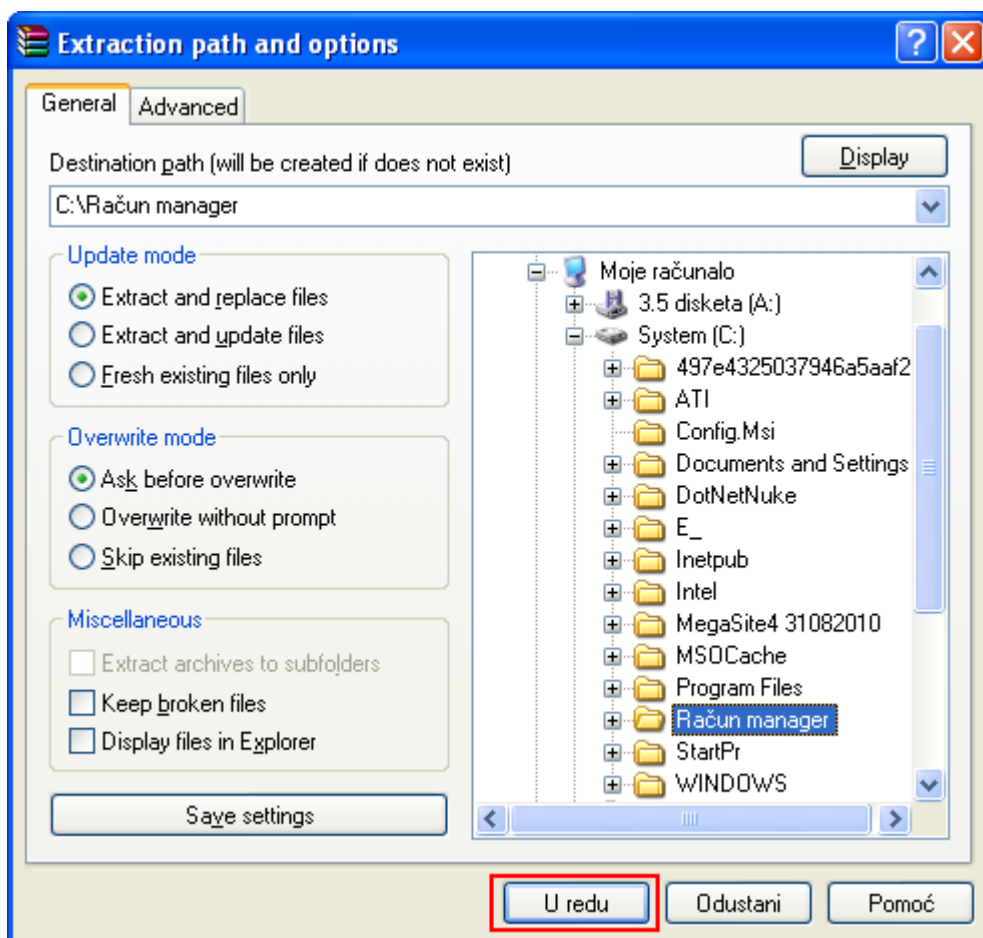 Extraction path and options
General Advanced
Destination path (will be created if does not exist)
Display
C:\Račun manager
Update mode
Extract and replace files
Extract and update files
Fresh existing files only
Overwrite mode
Ask before overwrite
Overwrite without prompt
Skip existing files
Miscellaneous
Extract archives to subfolders
Keep broken files
Display files in Explorer
Save settings
Moje računalo
3.5 disketa (A:)
System (C:)
497e4325037946a5aaf2
ATI
Config.Msi
Documents and Settings
DotNetNuke
E_
Inetpub
Intel
MegaSite4 31082010
MSOCache
Program Files
Račun manager
StartPr
WINDOWS
U redu Odustani Pomoć